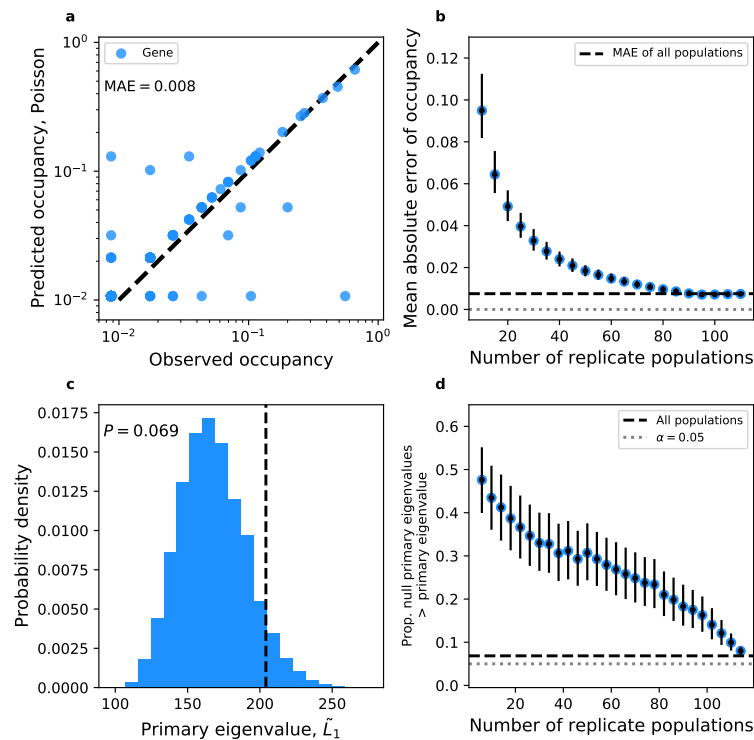 a
Gene
MAE = 0.008
Predicted occupancy, Poisson
10⁰
10⁻¹
10⁻²
10⁻² 10⁻¹ 10⁰
Observed occupancy
b
MAE of all populations
Mean absolute error of occupancy
0.12
0.10
0.08
0.06
0.04
0.02
0.00
20 40 60 80 100
Number of replicate populations
c
P = 0.069
Probability density
0.0175
0.0150
0.0125
0.0100
0.0075
0.0050
0.0025
0.0000
100 150 200 250
Primary eigenvalue, L̃₁
d
All populations
α = 0.05
Prop. null primary eigenvalues
> primary eigenvalue
0.6
0.5
0.4
0.3
0.2
0.1
0.0
20 40 60 80 100
Number of replicate populations